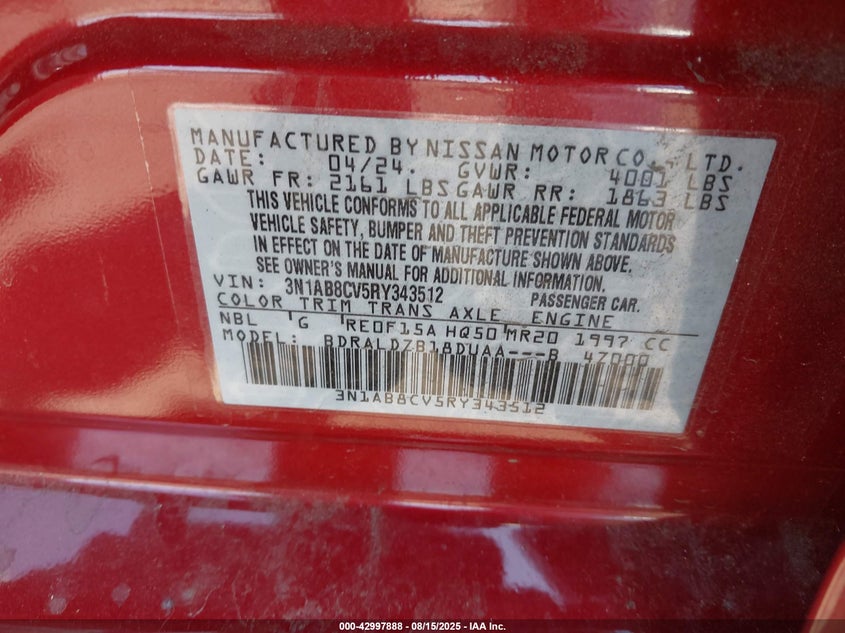 MANUFACTURED BY NISSAN MOTOR CO., LTD.
DATE: 04/24. GVWR: 4001 LBS
GAWR FR: 2161 LBS GAWR RR: 1863 LBS
THIS VEHICLE CONFORMS TO ALL APPLICABLE FEDERAL MOTOR
VEHICLE SAFETY, BUMPER AND THEFT PREVENTION STANDARDS
IN EFFECT ON THE DATE OF MANUFACTURE SHOWN ABOVE.
SEE OWNER'S MANUAL FOR ADDITIONAL INFORMATION.
VIN: 3N1AB8CV5RY343512 PASSENGER CAR.
COLOR TRIM TRANS AXLE ENGINE
NBL G RE0F15A HQ50 MR20 1997 CC
MODEL: BDRALDZB18DUAA---B 47000
3N1AB8CV5RY343512
000-42997888 | 08/15/2025 - IAA Inc.